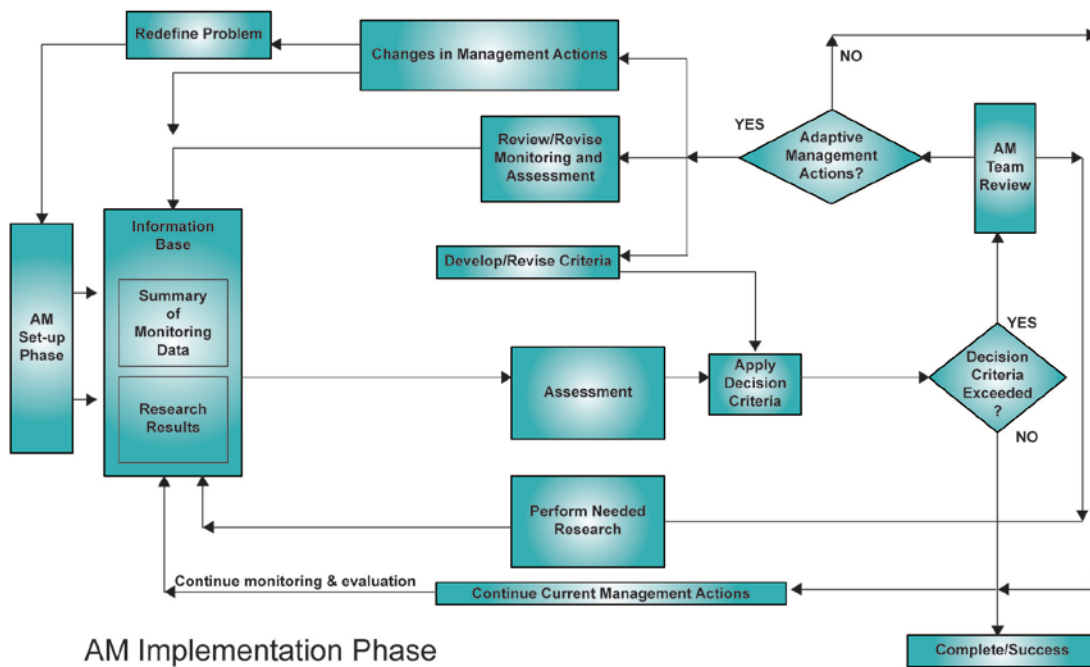 Redefine Problem
Changes in Management Actions
NO
YES
Adaptive
Management
Actions?
AM
Team
Review
Review/Revise
Monitoring and
Assessment
Information
Base
Develop/Revise Criteria
Summary
of
Monitoring
Data
AM
Set-up
Phase
YES
Decision
Criteria
Exceeded
?
Apply
Decision
Criteria
Assessment
Research
Results
NO
Perform Needed
Research
Continue monitoring & evaluation
Continue Current Management Actions
AM Implementation Phase
Complete/Success